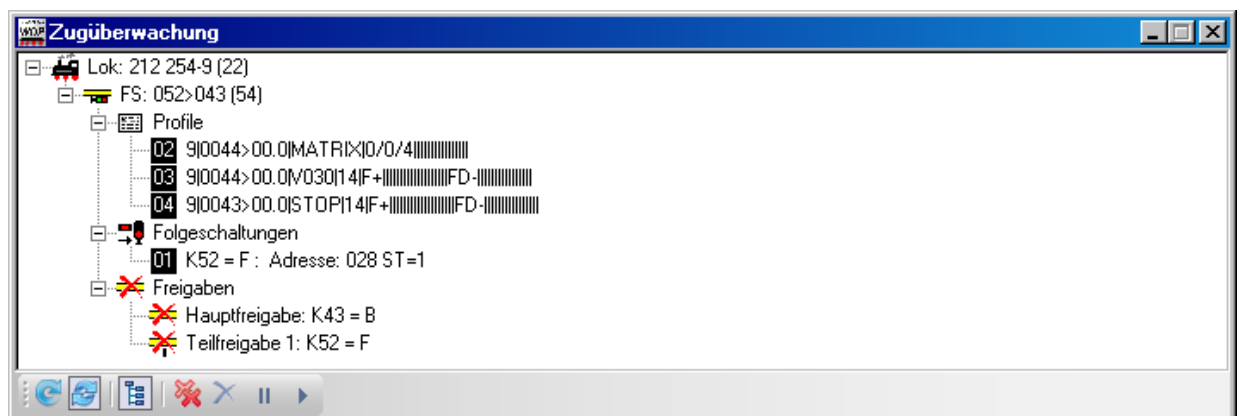 Zugüberwachung
Lok: 212 254-9 (22)
FS: 052>043 (54)
Profile
02 9|0044>00.0|MATRIX|0/0/4||||||||||||||||
03 9|0044>00.0|V030|14|F+||||||||||||||||||||FD-||||||||||||||||
04 9|0043>00.0|STOP|14|F+||||||||||||||||||||FD-||||||||||||||||
Folgeschaltungen
01 K52 = F : Adresse: 028 ST=1
Freigaben
Hauptfreigabe: K43 = B
Teilfreigabe 1: K52 = F